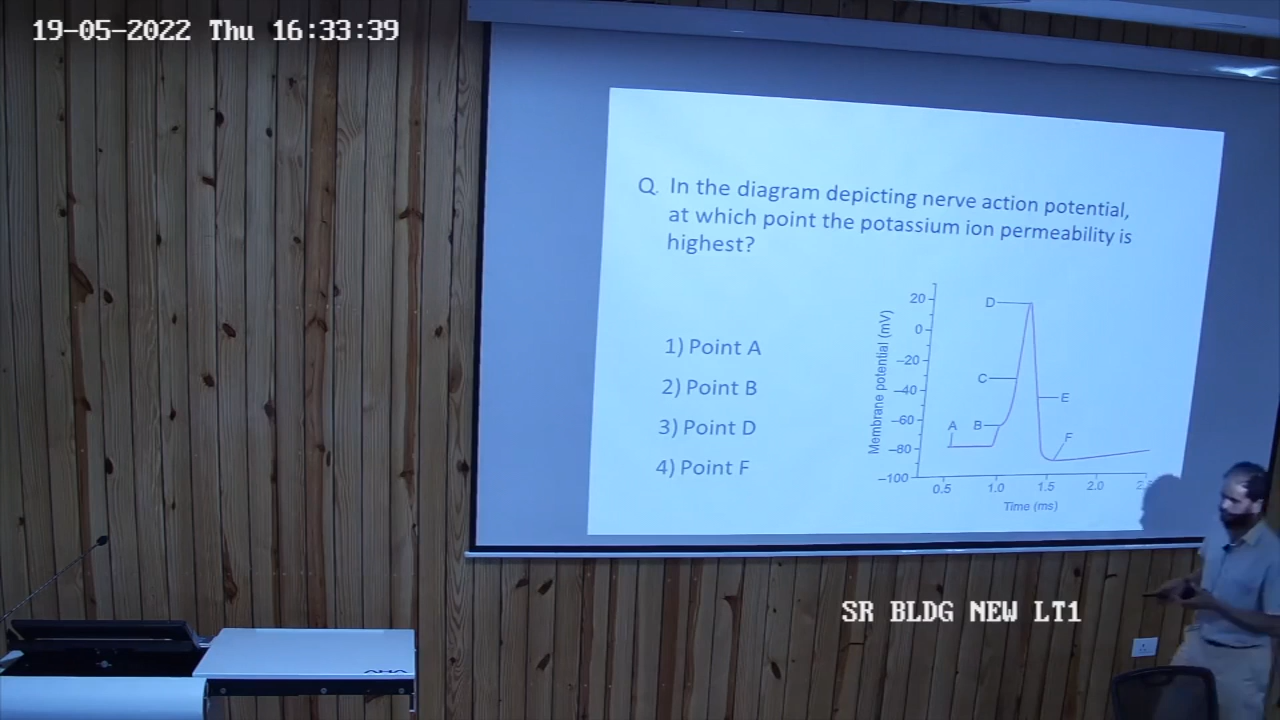 19-05-2022 Thu 16:33:39
Q. In the diagram depicting nerve action potential,
at which point the potassium ion permeability is
highest?
1) Point A
2) Point B
3) Point D
4) Point F
Membrane potential (mV)
20
0
−20
−40
−60
−80
−100
D
C
E
A
B
F
0.5
1.0
1.5
2.0
Time (ms)
SR BLDG NEW LT1
AHA